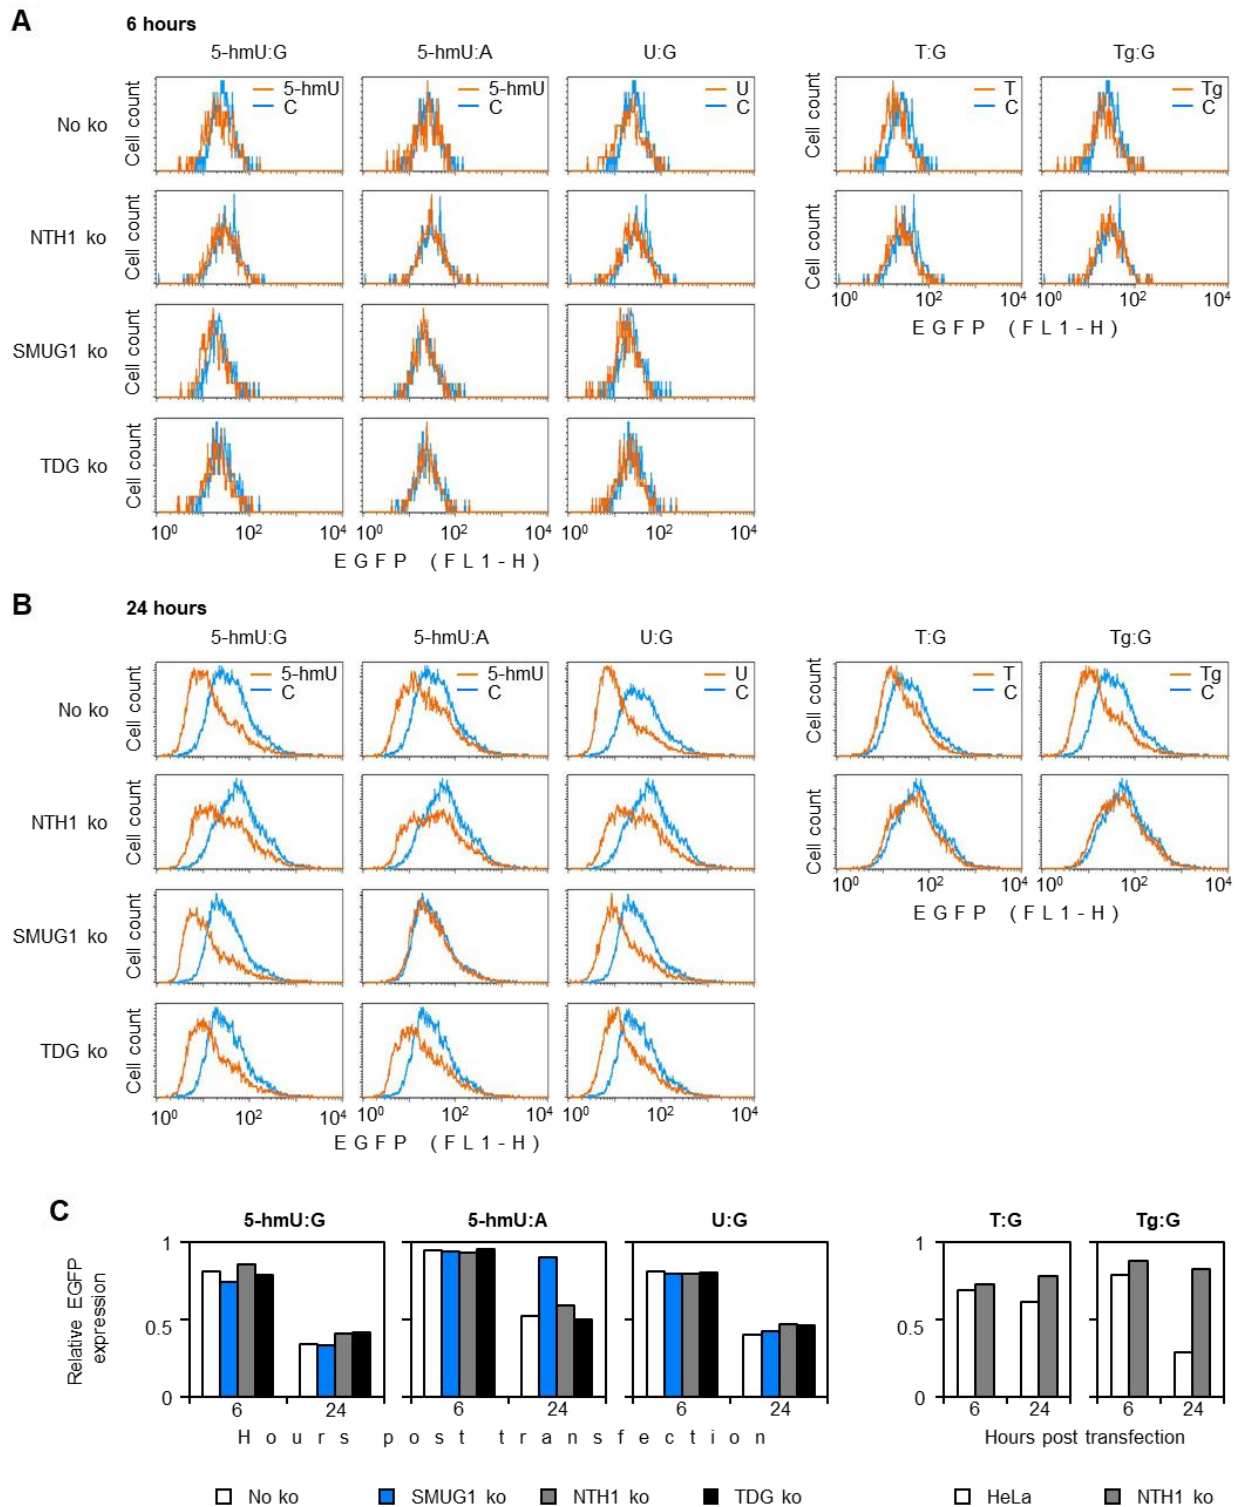 A
6 hours
5-hmU:G 5-hmU:A U:G T:G Tg:G
No ko Cell count 5-hmU C 5-hmU C U C Cell count T C Tg C
NTH1 ko Cell count Cell count
10⁰ 10² 10⁴ 10⁰ 10² 10⁴
EGFP (FL1-H)
SMUG1 ko Cell count
TDG ko Cell count
10⁰ 10² 10⁴ 10⁰ 10² 10⁴ 10⁰ 10² 10⁴
EGFP (FL1-H)
B
24 hours
5-hmU:G 5-hmU:A U:G T:G Tg:G
No ko Cell count 5-hmU C 5-hmU C U C Cell count T C Tg C
NTH1 ko Cell count Cell count
10⁰ 10² 10⁴ 10⁰ 10² 10⁴
EGFP (FL1-H)
SMUG1 ko Cell count
TDG ko Cell count
10⁰ 10² 10⁴ 10⁰ 10² 10⁴ 10⁰ 10² 10⁴
EGFP (FL1-H)
C
5-hmU:G 5-hmU:A U:G T:G Tg:G
Relative EGFP
expression
1 1
0.5 0.5
0 0
6 24 6 24 6 24 6 24 6 24
Hours post transfection Hours post transfection
No ko SMUG1 ko NTH1 ko TDG ko HeLa NTH1 ko